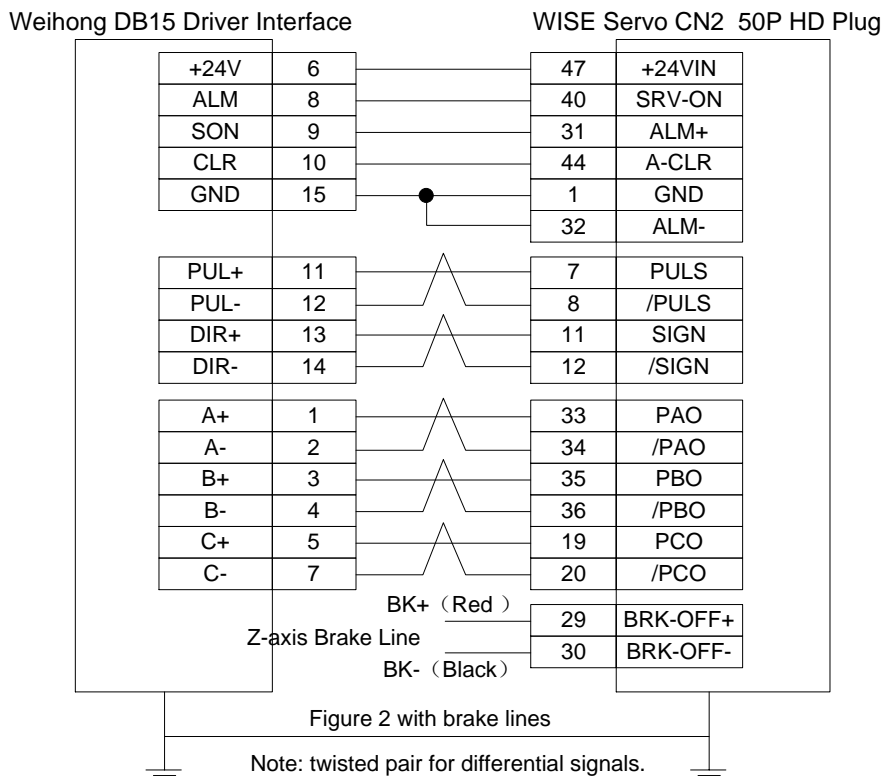 Weihong DB15 Driver Interface WISE Servo CN2 50P HD Plug
+24V 6 47 +24VIN
ALM 8 40 SRV-ON
SON 9 31 ALM+
CLR 10 44 A-CLR
GND 15 1 GND
32 ALM-
PUL+ 11 7 PULS
PUL- 12 8 /PULS
DIR+ 13 11 SIGN
DIR- 14 12 /SIGN
A+ 1 33 PAO
A- 2 34 /PAO
B+ 3 35 PBO
B- 4 36 /PBO
C+ 5 19 PCO
C- 7 20 /PCO
BK+（Red ）
29 BRK-OFF+
Z-axis Brake Line
30 BRK-OFF-
BK-（Black）
Figure 2 with brake lines
Note: twisted pair for differential signals.